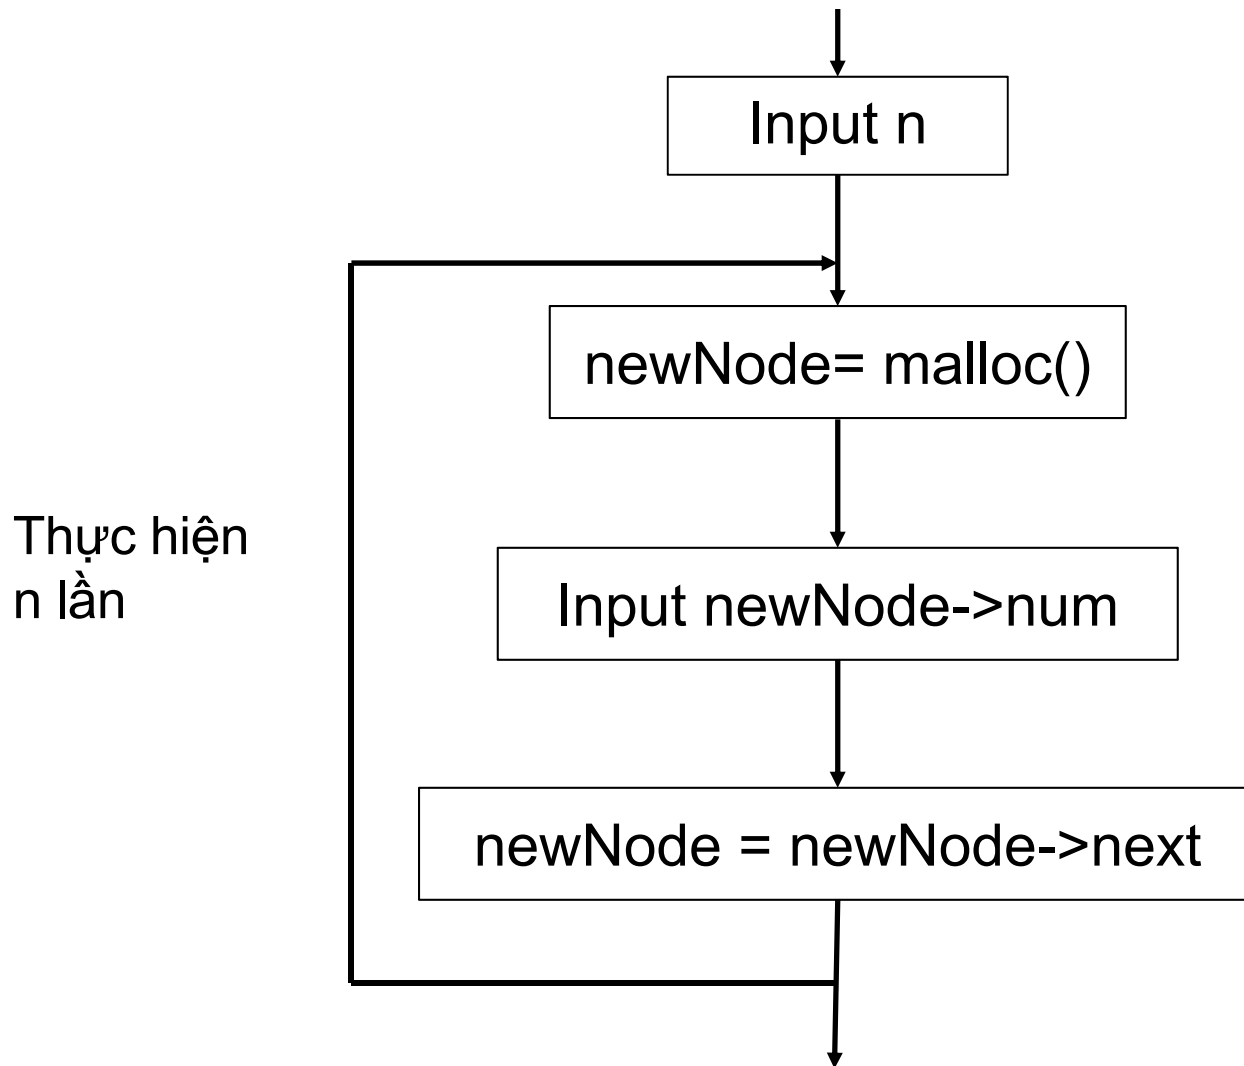 Input n
newNode= malloc()
Thực hiện
n lần
Input newNode->num
newNode = newNode->next